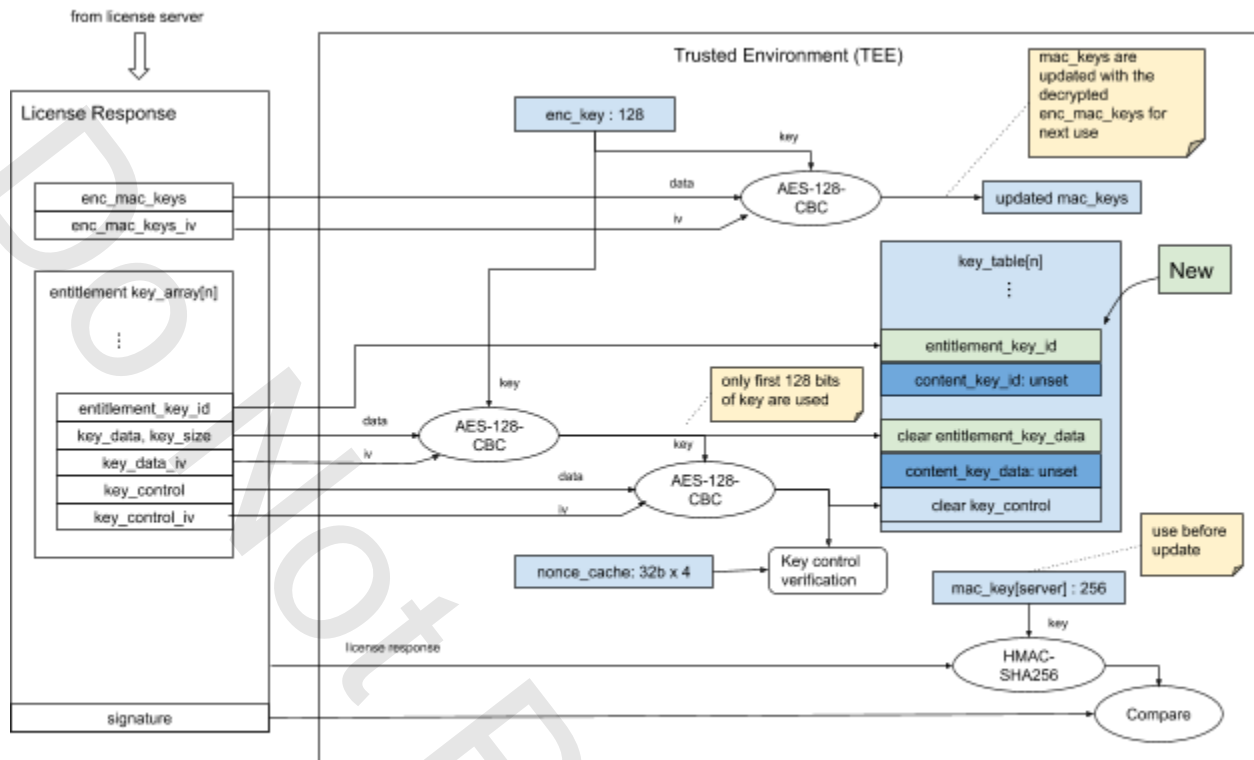 from license server
Trusted Environment (TEE)
mac_keys are
updated with the
decrypted
enc_mac_keys for
next use
License Response
enc_key : 128
key
enc_mac_keys
data
AES-128-
CBC
updated mac_keys
enc_mac_keys_iv
iv
entitlement key_array[n]
⋮
key_table[n]
⋮
New
entitlement_key_id
content_key_id: unset
only first 128 bits
of key are used
key
entitlement_key_id
key_data, key_size
data
AES-128-
CBC
clear entitlement_key_data
key_data_iv
iv
key
content_key_data: unset
key_control
data
AES-128-
CBC
clear key_control
key_control_iv
iv
use before
update
nonce_cache: 32b x 4
Key control
verification
mac_key[server] : 256
key
license response
HMAC-
SHA256
signature
Compare
Do Not